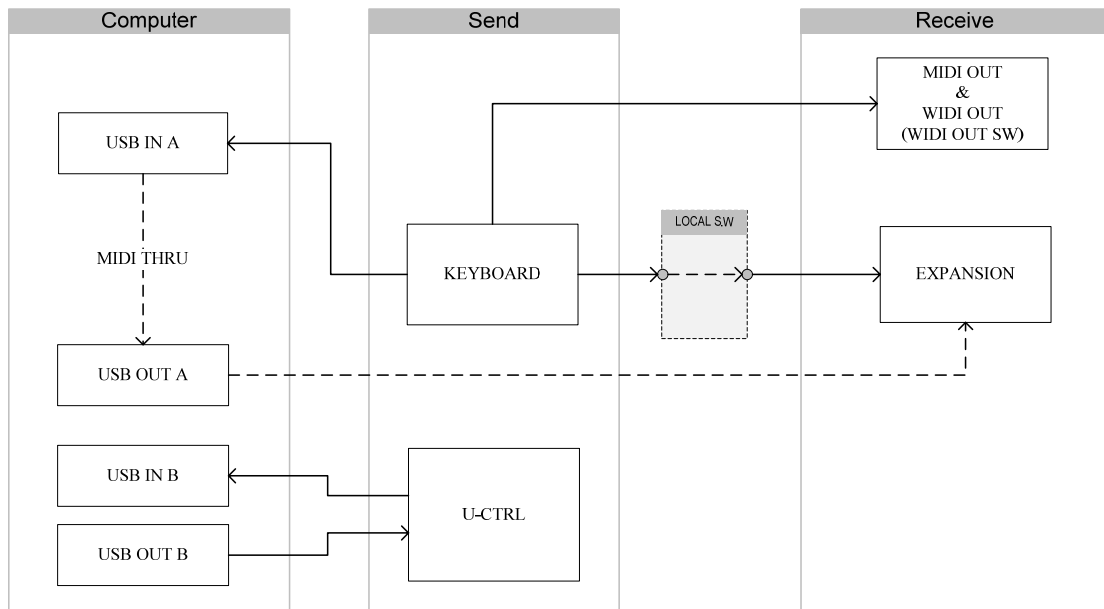 Computer
Send
Receive
MIDI OUT
&
WIDI OUT
(WIDI OUT SW)
USB IN A
LOCAL SW
MIDI THRU
KEYBOARD
EXPANSION
USB OUT A
USB IN B
U-CTRL
USB OUT B